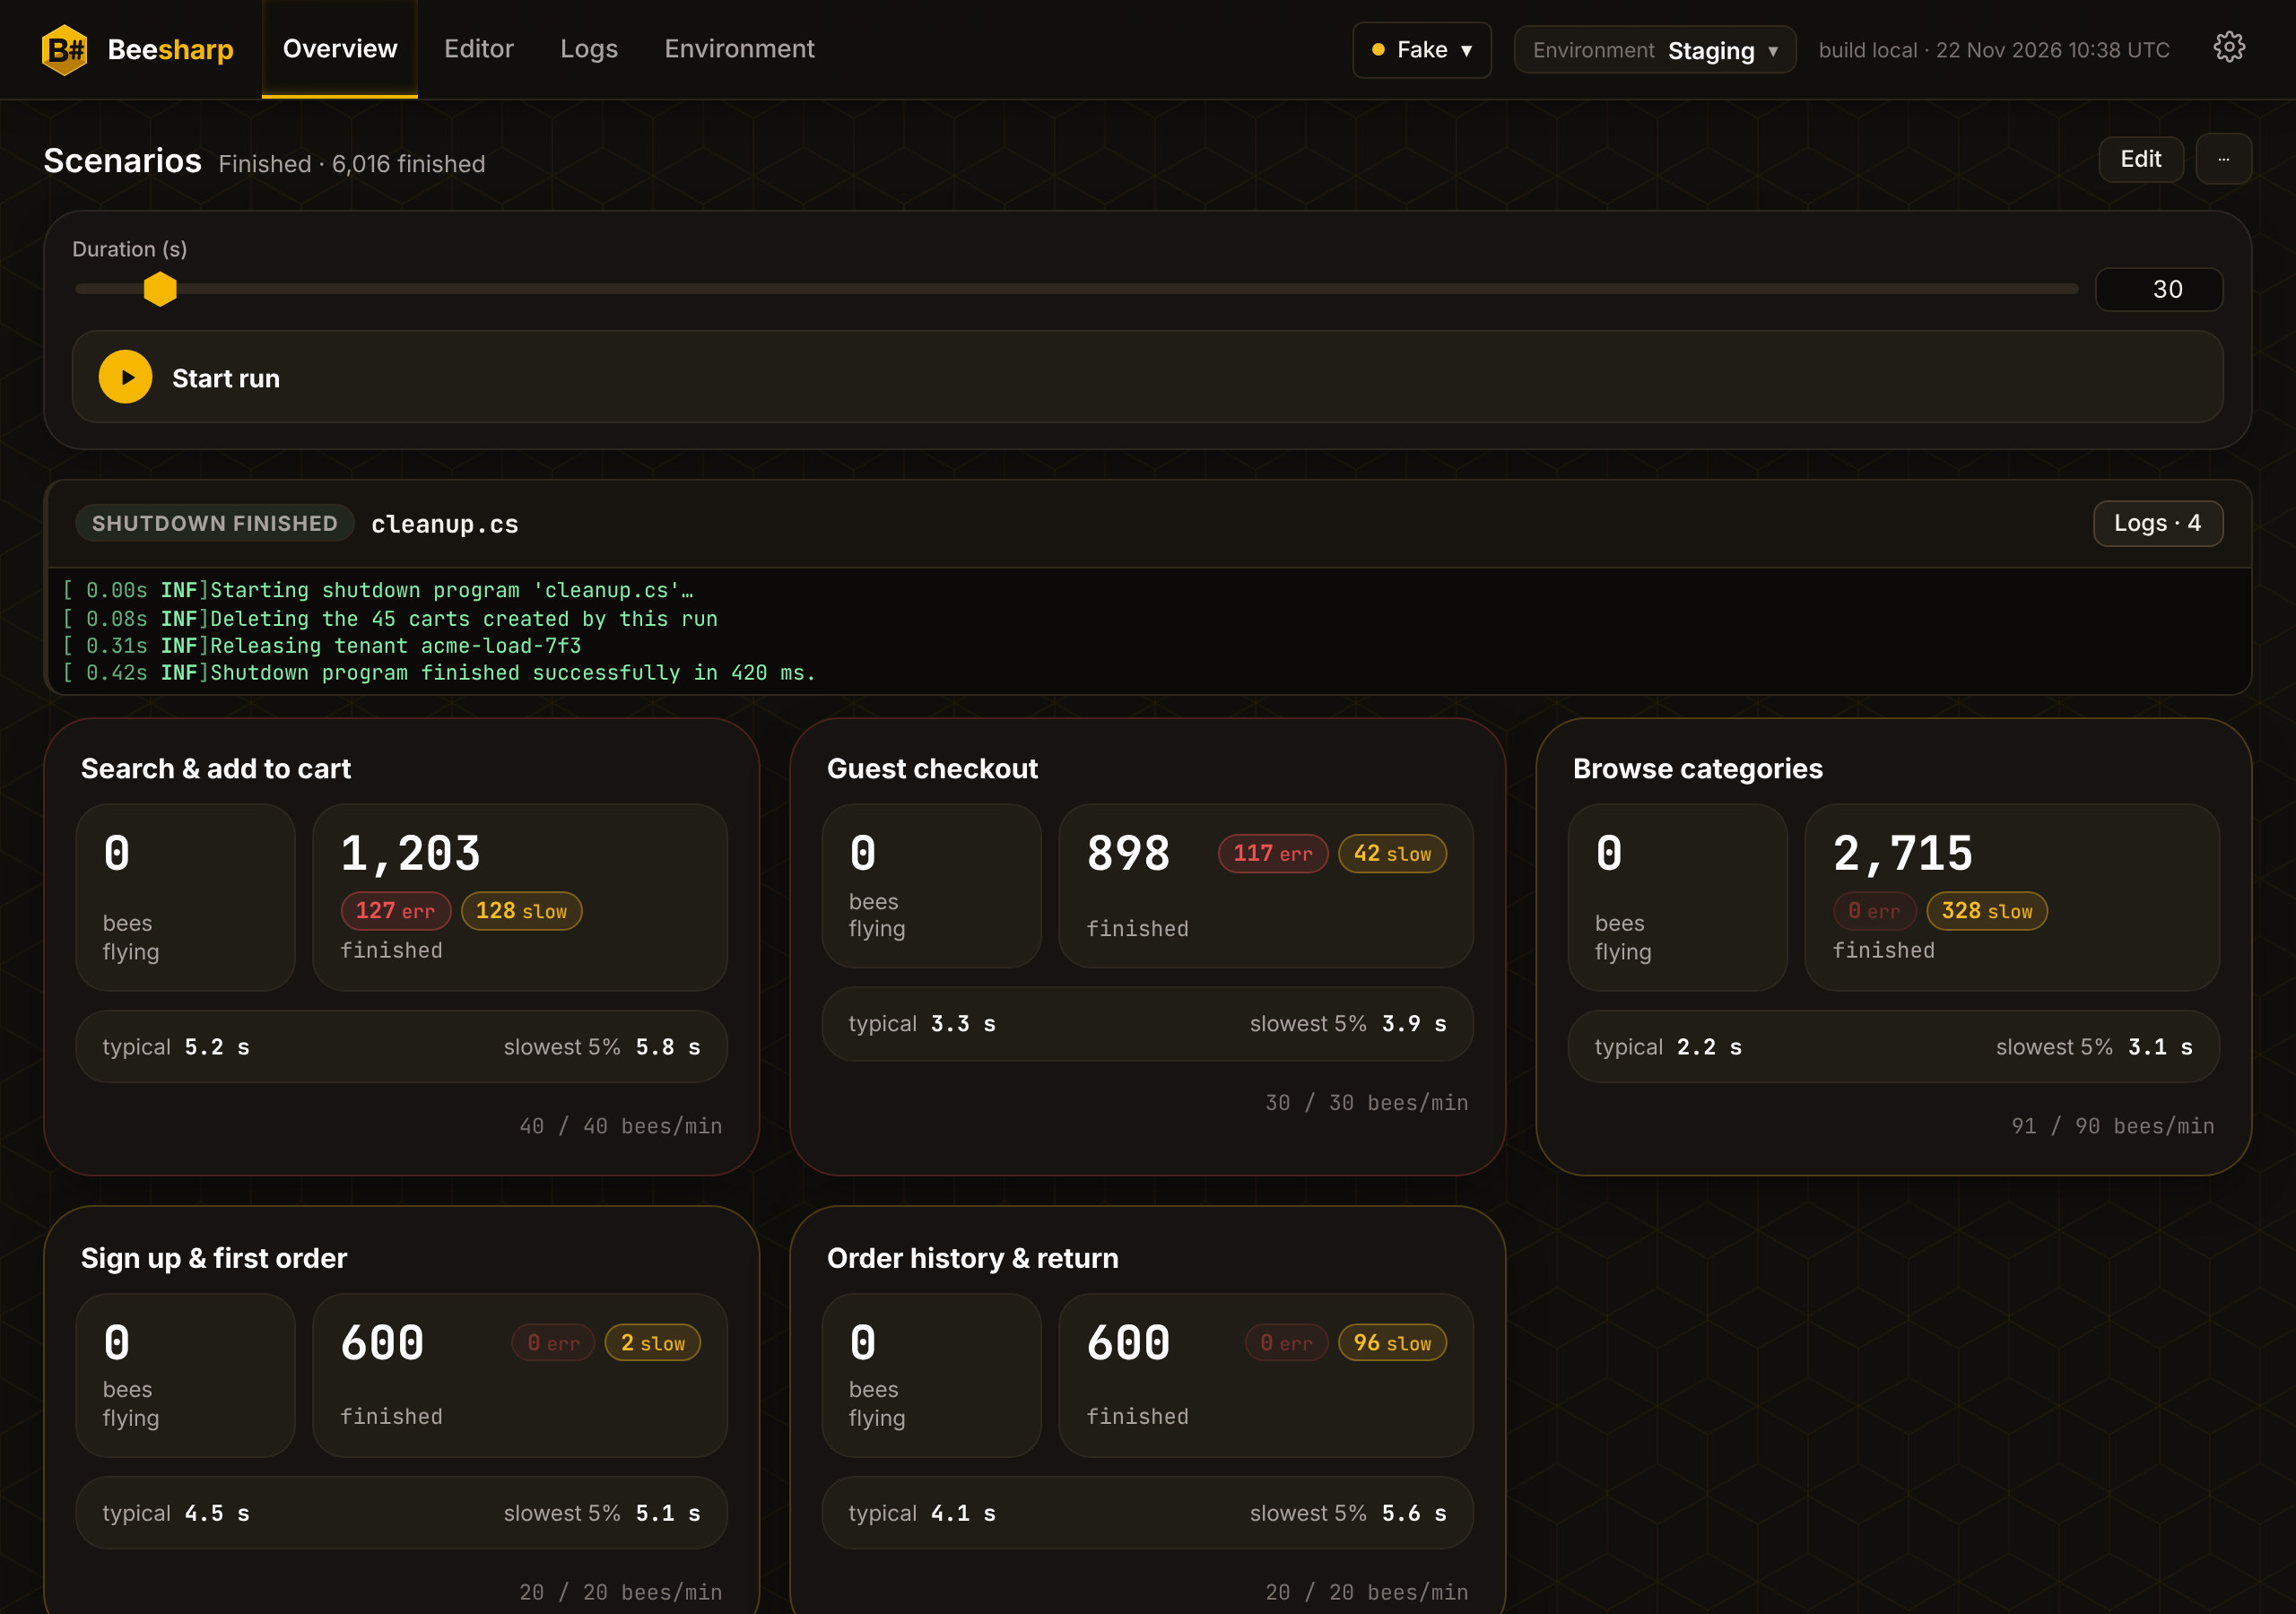 B# Beesharp Overview Editor Logs Environment Fake ▾ Environment Staging ▾ build local · 22 Nov 2026 10:38 UTC
Scenarios Finished · 6,016 finished Edit ...
Duration (s)
30
Start run
SHUTDOWN FINISHED cleanup.cs Logs · 4
[ 0.00s INF]Starting shutdown program 'cleanup.cs'…
[ 0.08s INF]Deleting the 45 carts created by this run
[ 0.31s INF]Releasing tenant acme-load-7f3
[ 0.42s INF]Shutdown program finished successfully in 420 ms.
Search & add to cart
0
bees
flying
1,203
127 err 128 slow
finished
typical 5.2 s slowest 5% 5.8 s
40 / 40 bees/min
Guest checkout
0
bees
flying
898 117 err 42 slow
finished
typical 3.3 s slowest 5% 3.9 s
30 / 30 bees/min
Browse categories
0
bees
flying
2,715
0 err 328 slow
finished
typical 2.2 s slowest 5% 3.1 s
91 / 90 bees/min
Sign up & first order
0
bees
flying
600 0 err 2 slow
finished
typical 4.5 s slowest 5% 5.1 s
20 / 20 bees/min
Order history & return
0
bees
flying
600 0 err 96 slow
finished
typical 4.1 s slowest 5% 5.6 s
20 / 20 bees/min